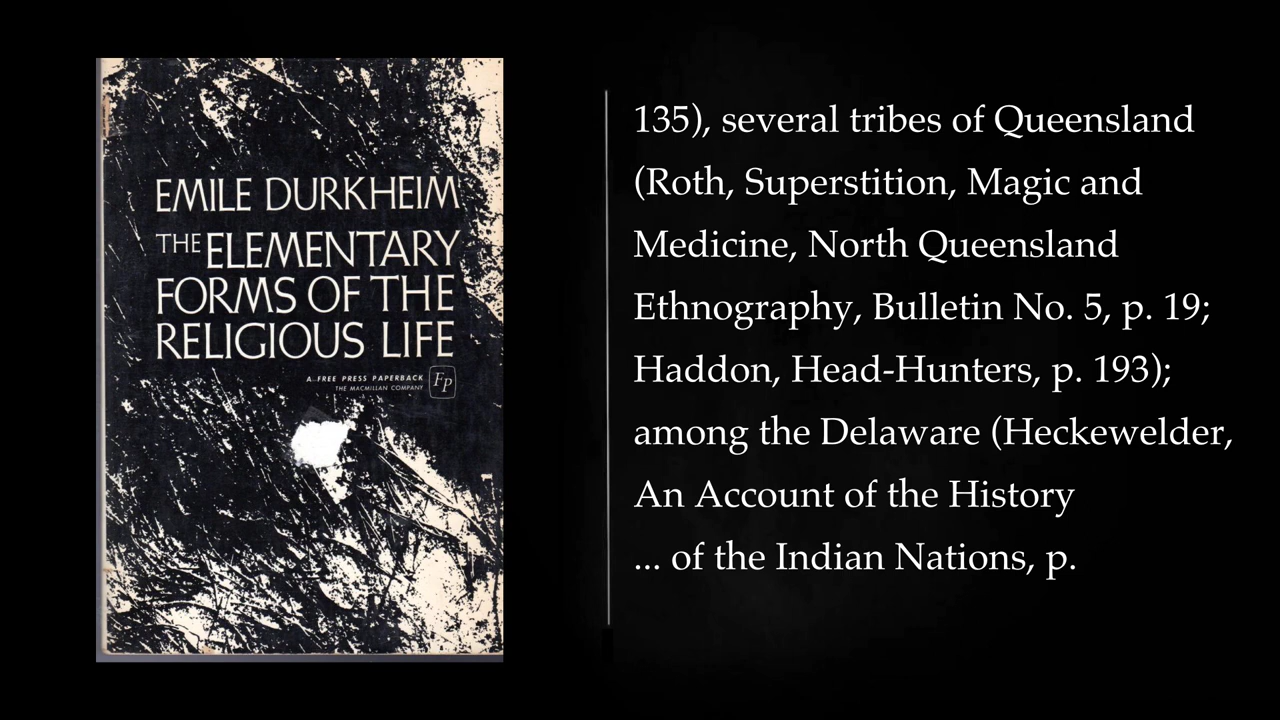 EMILE DURKHEIM
THE ELEMENTARY
FORMS OF THE
RELIGIOUS LIFE
A FREE PRESS PAPERBACK
THE MACMILLAN COMPANY
FP
135), several tribes of Queensland
(Roth, Superstition, Magic and
Medicine, North Queensland
Ethnography, Bulletin No. 5, p. 19;
Haddon, Head-Hunters, p. 193);
among the Delaware (Heckewelder,
An Account of the History
... of the Indian Nations, p.